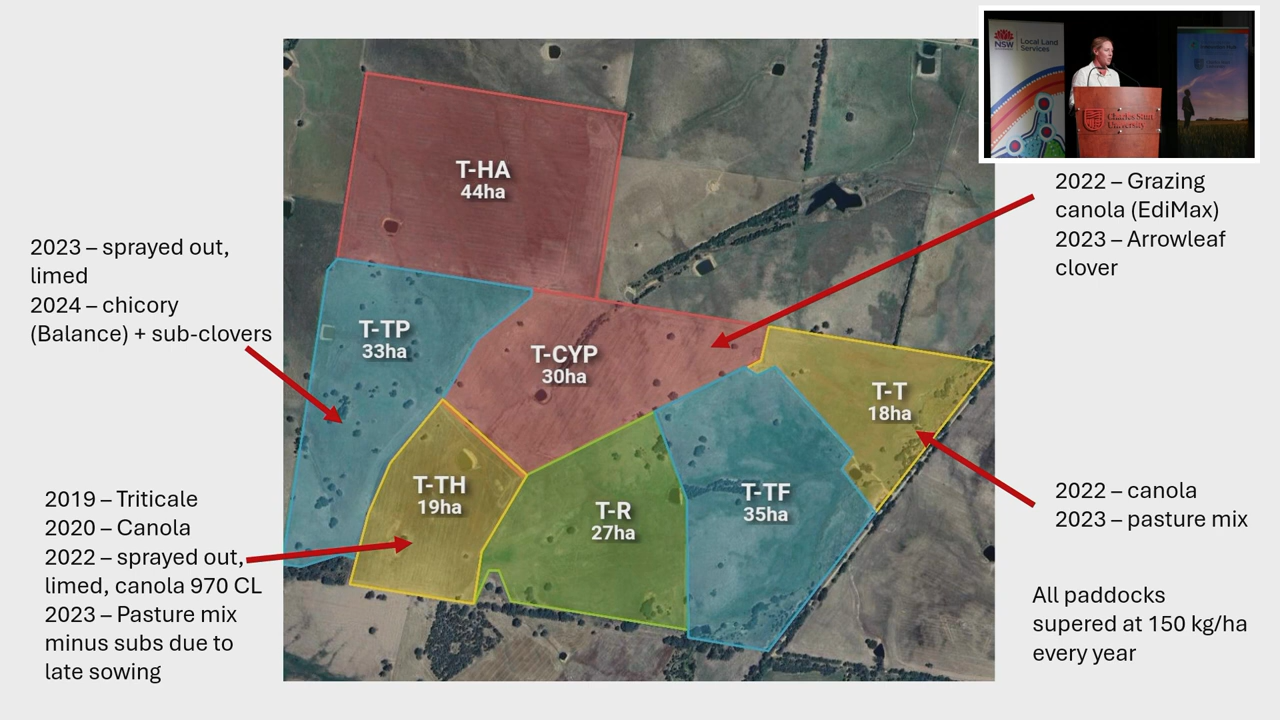 NSW
Local Land
Services
Charles Sturt
University
T-HA
44ha
2022 – Grazing
canola (EdiMax)
2023 – Arrowleaf
clover
2023 – sprayed out,
limed
2024 – chicory
(Balance) + sub-clovers
T-TP
33ha
T-CYP
30ha
T-T
18ha
T-TH
19ha
T-R
27ha
T-TF
35ha
2019 – Triticale
2020 – Canola
2022 – sprayed out,
limed, canola 970 CL
2023 – Pasture mix
minus subs due to
late sowing
2022 – canola
2023 – pasture mix
All paddocks
supered at 150 kg/ha
every year